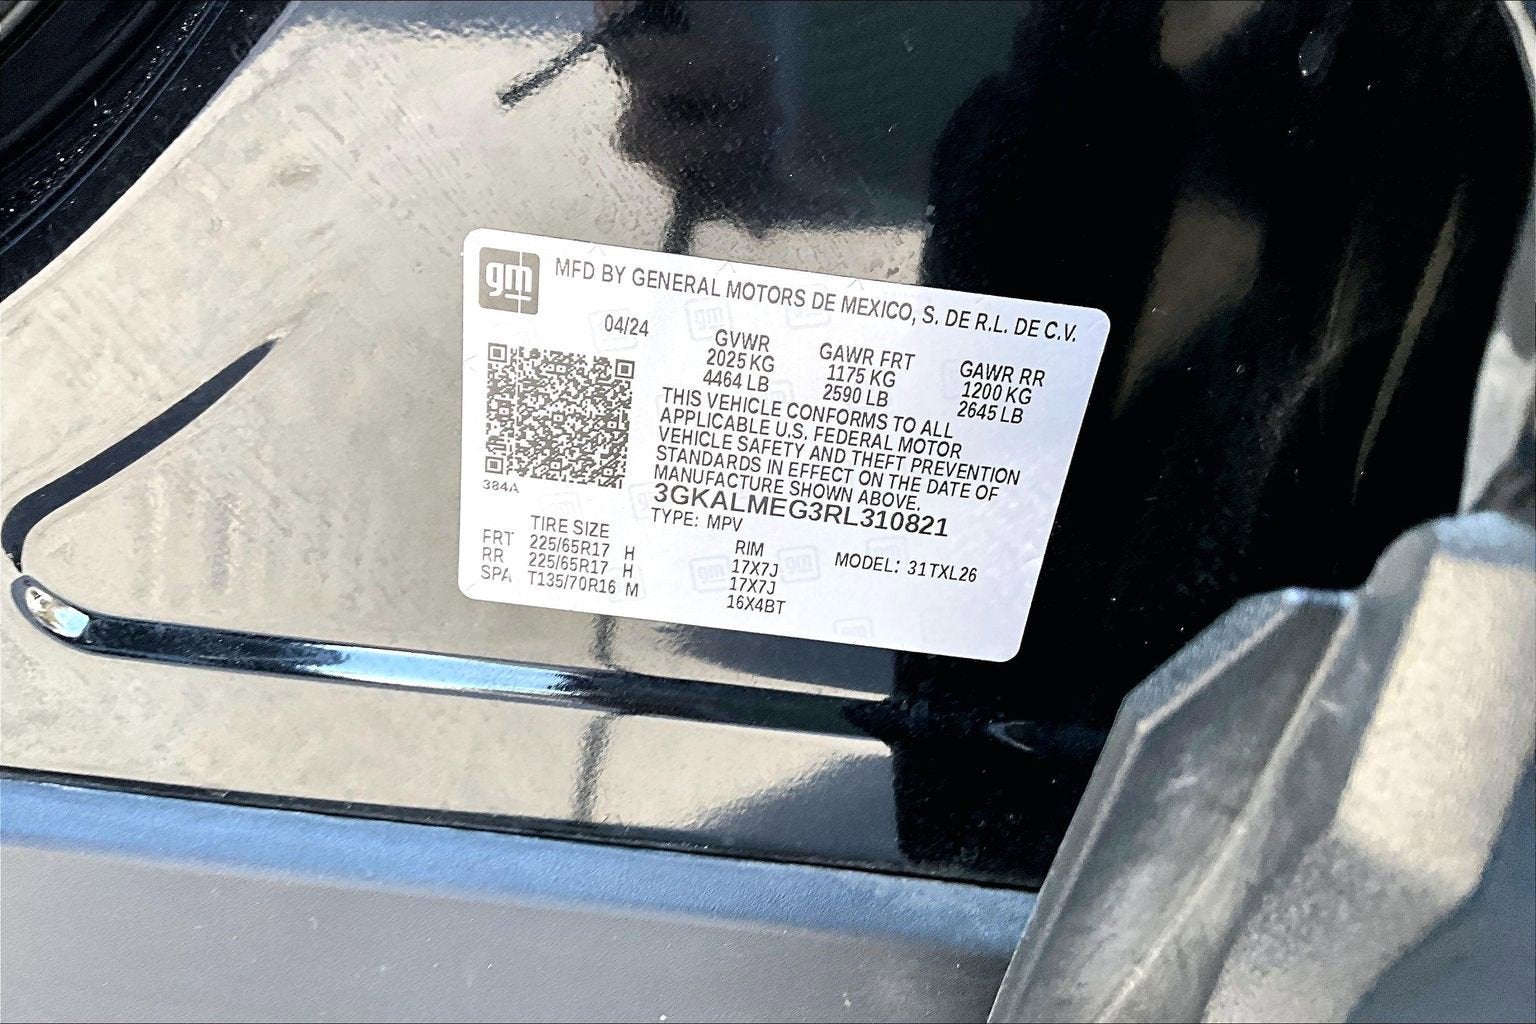 gm MFD BY GENERAL MOTORS DE MEXICO, S. DE R.L. DE C.V.
04/24
GVWR GAWR FRT GAWR RR
2025 KG 1175 KG 1200 KG
4464 LB 2590 LB 2645 LB
THIS VEHICLE CONFORMS TO ALL
APPLICABLE U.S. FEDERAL MOTOR
VEHICLE SAFETY AND THEFT PREVENTION
STANDARDS IN EFFECT ON THE DATE OF
MANUFACTURE SHOWN ABOVE.
384A
3GKALMEG3RL310821
TYPE: MPV MODEL: 31TXL26
TIRE SIZE RIM
FRT 225/65R17 H 17X7J
RR 225/65R17 H 17X7J
SPA T135/70R16 M 16X4BT